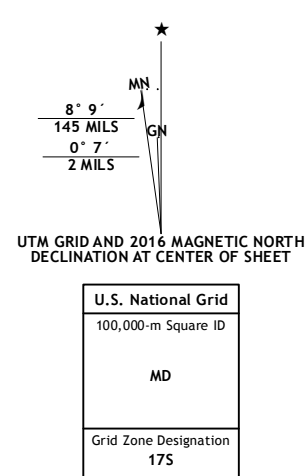 MN
8° 9´
145 MILS
GN
0° 7´
2 MILS
UTM GRID AND 2016 MAGNETIC NORTH
DECLINATION AT CENTER OF SHEET
U.S. National Grid
100,000-m Square ID
MD
Grid Zone Designation
17S